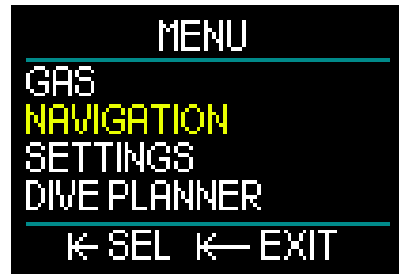 MENU
GAS
NAVIGATION
SETTINGS
DIVE PLANNER
SEL EXIT